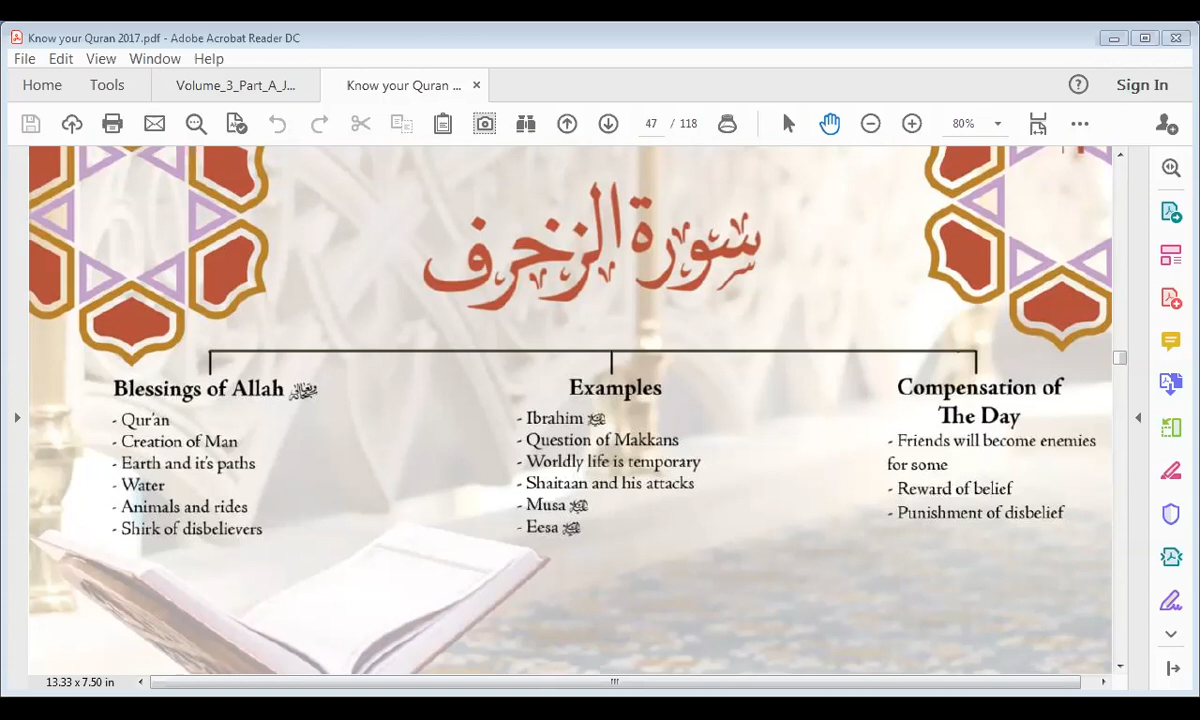 Know your Quran 2017.pdf - Adobe Acrobat Reader DC
File Edit View Window Help
Home Tools Volume_3_Part_A_J... Know your Quran ... × Sign In
47 / 118 80%
سورة الزخرف
Blessings of Allah
- Qur'an
- Creation of Man
- Earth and it's paths
- Water
- Animals and rides
- Shirk of disbelievers
Examples
- Ibrahim
- Question of Makkans
- Worldly life is temporary
- Shaitaan and his attacks
- Musa
- Eesa
Compensation of
The Day
- Friends will become enemies
for some
- Reward of belief
- Punishment of disbelief
13.33 x 7.50 in